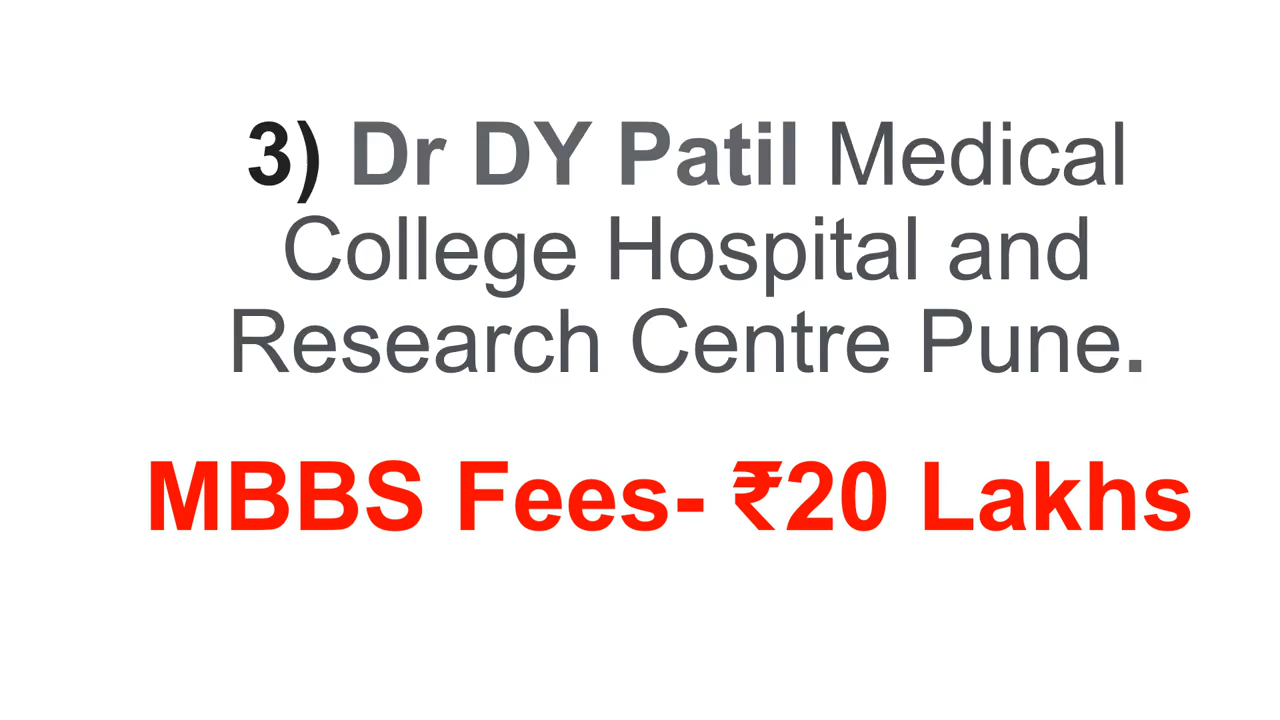 3) Dr DY Patil Medical
College Hospital and
Research Centre Pune.
MBBS Fees- ₹20 Lakhs